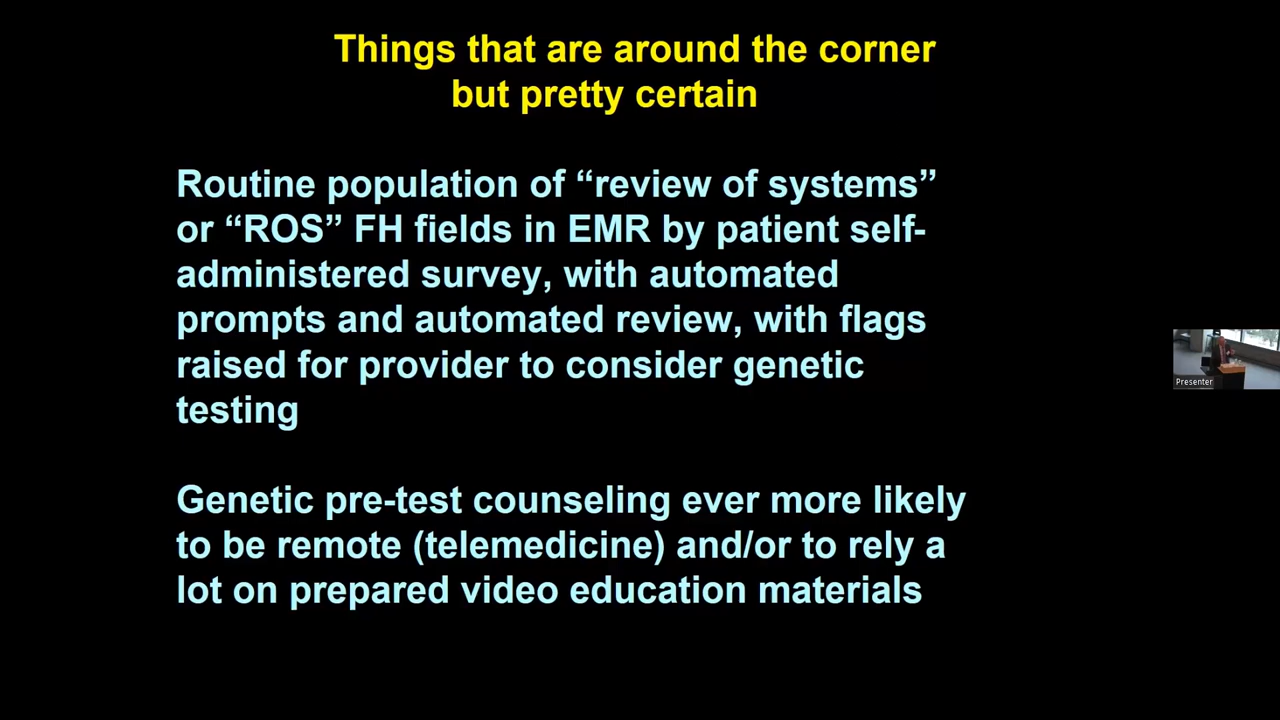 Things that are around the corner
but pretty certain
Routine population of “review of systems”
or “ROS” FH fields in EMR by patient self-
administered survey, with automated
prompts and automated review, with flags
raised for provider to consider genetic
testing
Genetic pre-test counseling ever more likely
to be remote (telemedicine) and/or to rely a
lot on prepared video education materials
Presenter